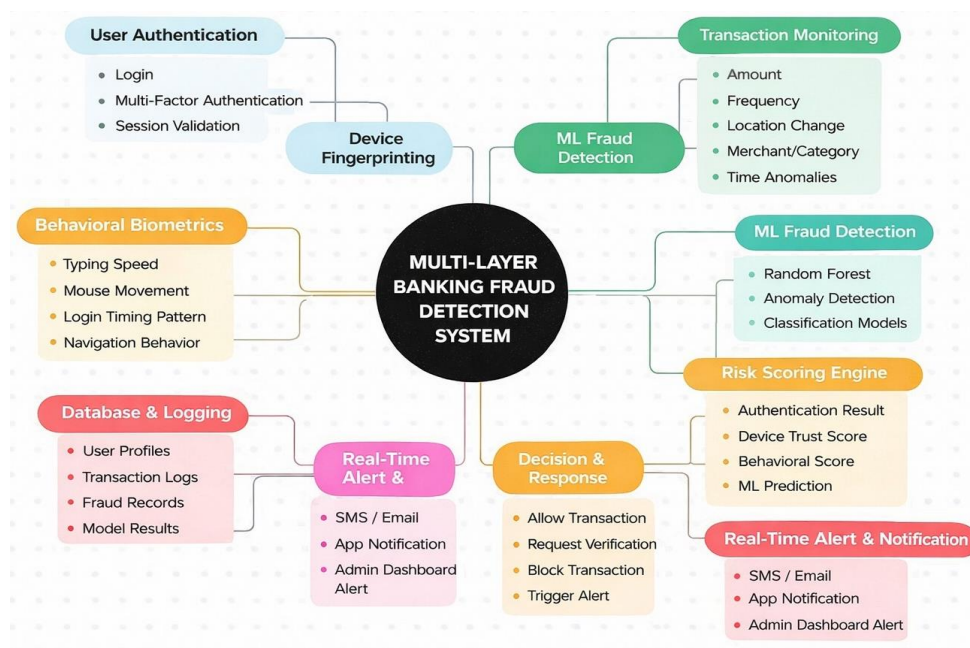 User Authentication
Login
Multi-Factor Authentication
Session Validation
Device
Fingerprinting
Transaction Monitoring
Amount
Frequency
Location Change
Merchant/Category
Time Anomalies
ML Fraud
Detection
Behavioral Biometrics
Typing Speed
Mouse Movement
Login Timing Pattern
Navigation Behavior
MULTI-LAYER
BANKING FRAUD
DETECTION
SYSTEM
ML Fraud Detection
Random Forest
Anomaly Detection
Classification Models
Risk Scoring Engine
Authentication Result
Device Trust Score
Behavioral Score
ML Prediction
Database & Logging
User Profiles
Transaction Logs
Fraud Records
Model Results
Real-Time
Alert &
SMS / Email
App Notification
Admin Dashboard
Alert
Decision &
Response
Allow Transaction
Request Verification
Block Transaction
Trigger Alert
Real-Time Alert & Notification
SMS / Email
App Notification
Admin Dashboard Alert